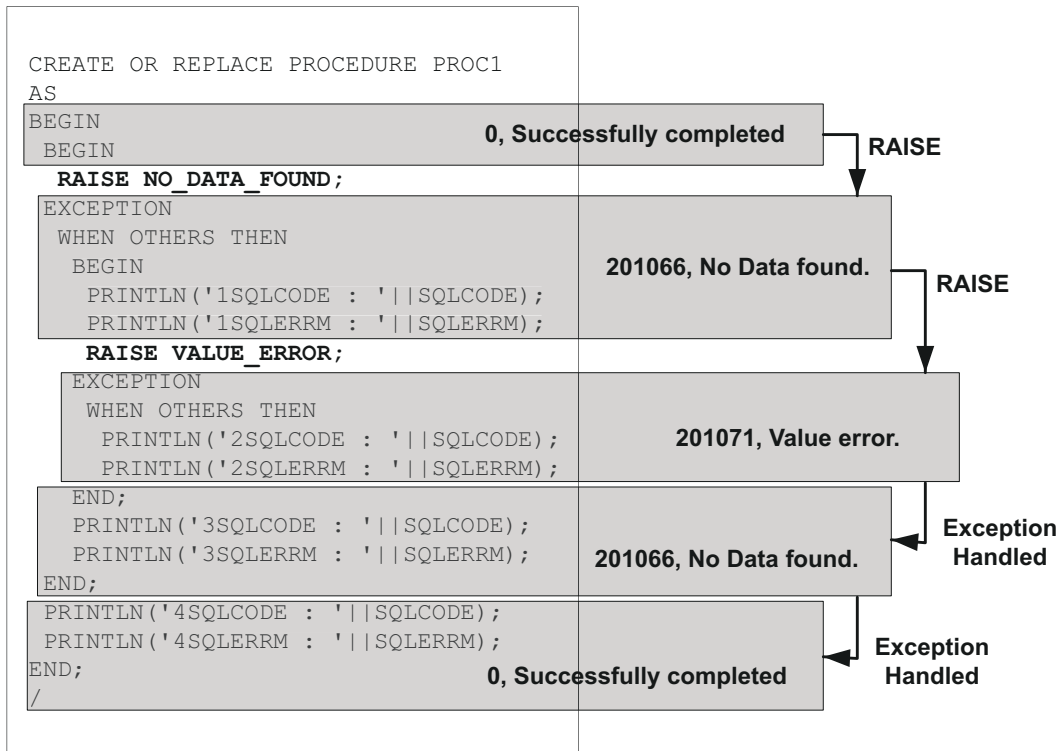 CREATE OR REPLACE PROCEDURE PROC1
AS
BEGIN
0, Successfully completed
BEGIN
RAISE
RAISE NO_DATA_FOUND;
EXCEPTION
WHEN OTHERS THEN
BEGIN
201066, No Data found.
PRINTLN('1SQLCODE : '||SQLCODE);
RAISE
PRINTLN('1SQLERRM : '||SQLERRM);
RAISE VALUE_ERROR;
EXCEPTION
WHEN OTHERS THEN
PRINTLN('2SQLCODE : '||SQLCODE);
201071, Value error.
PRINTLN('2SQLERRM : '||SQLERRM);
END;
PRINTLN('3SQLCODE : '||SQLCODE);
Exception
Handled
PRINTLN('3SQLERRM : '||SQLERRM);
201066, No Data found.
END;
PRINTLN('4SQLCODE : '||SQLCODE);
PRINTLN('4SQLERRM : '||SQLERRM);
Exception
Handled
END;
0, Successfully completed
/